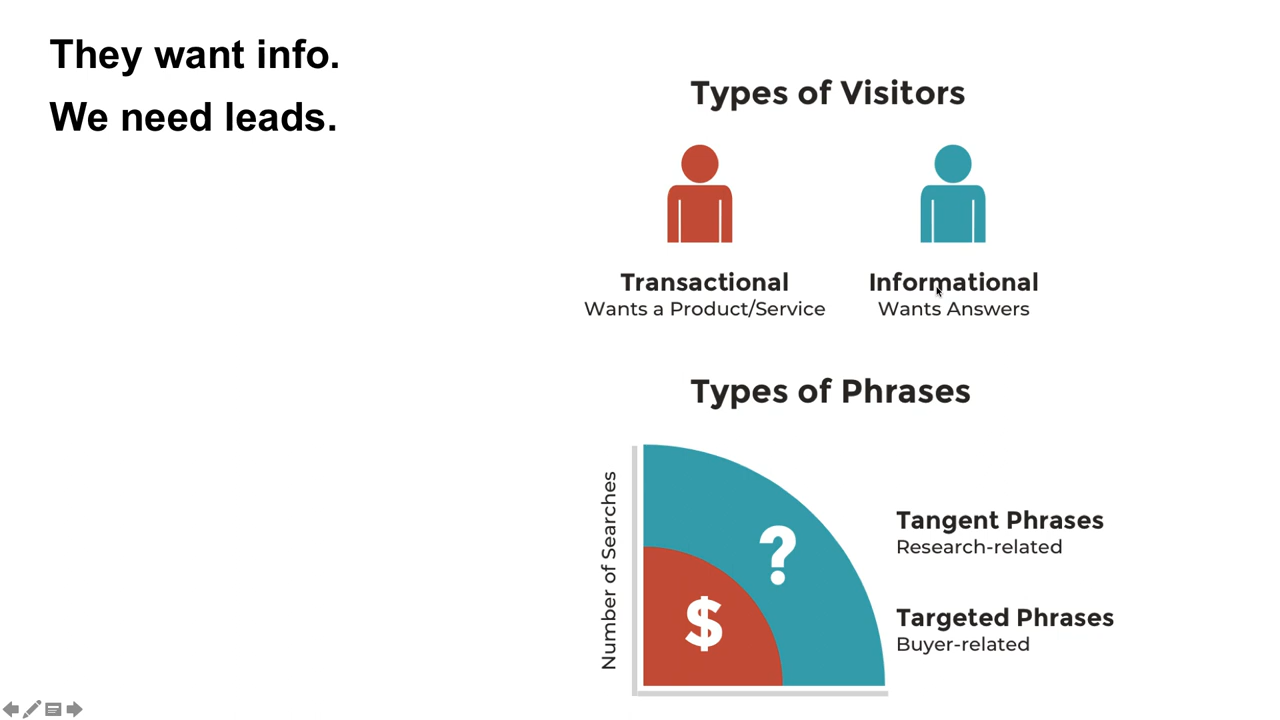 They want info.
We need leads.
Types of Visitors
Transactional
Wants a Product/Service
Informational
Wants Answers
Types of Phrases
Number of Searches
?
$
Tangent Phrases
Research-related
Targeted Phrases
Buyer-related